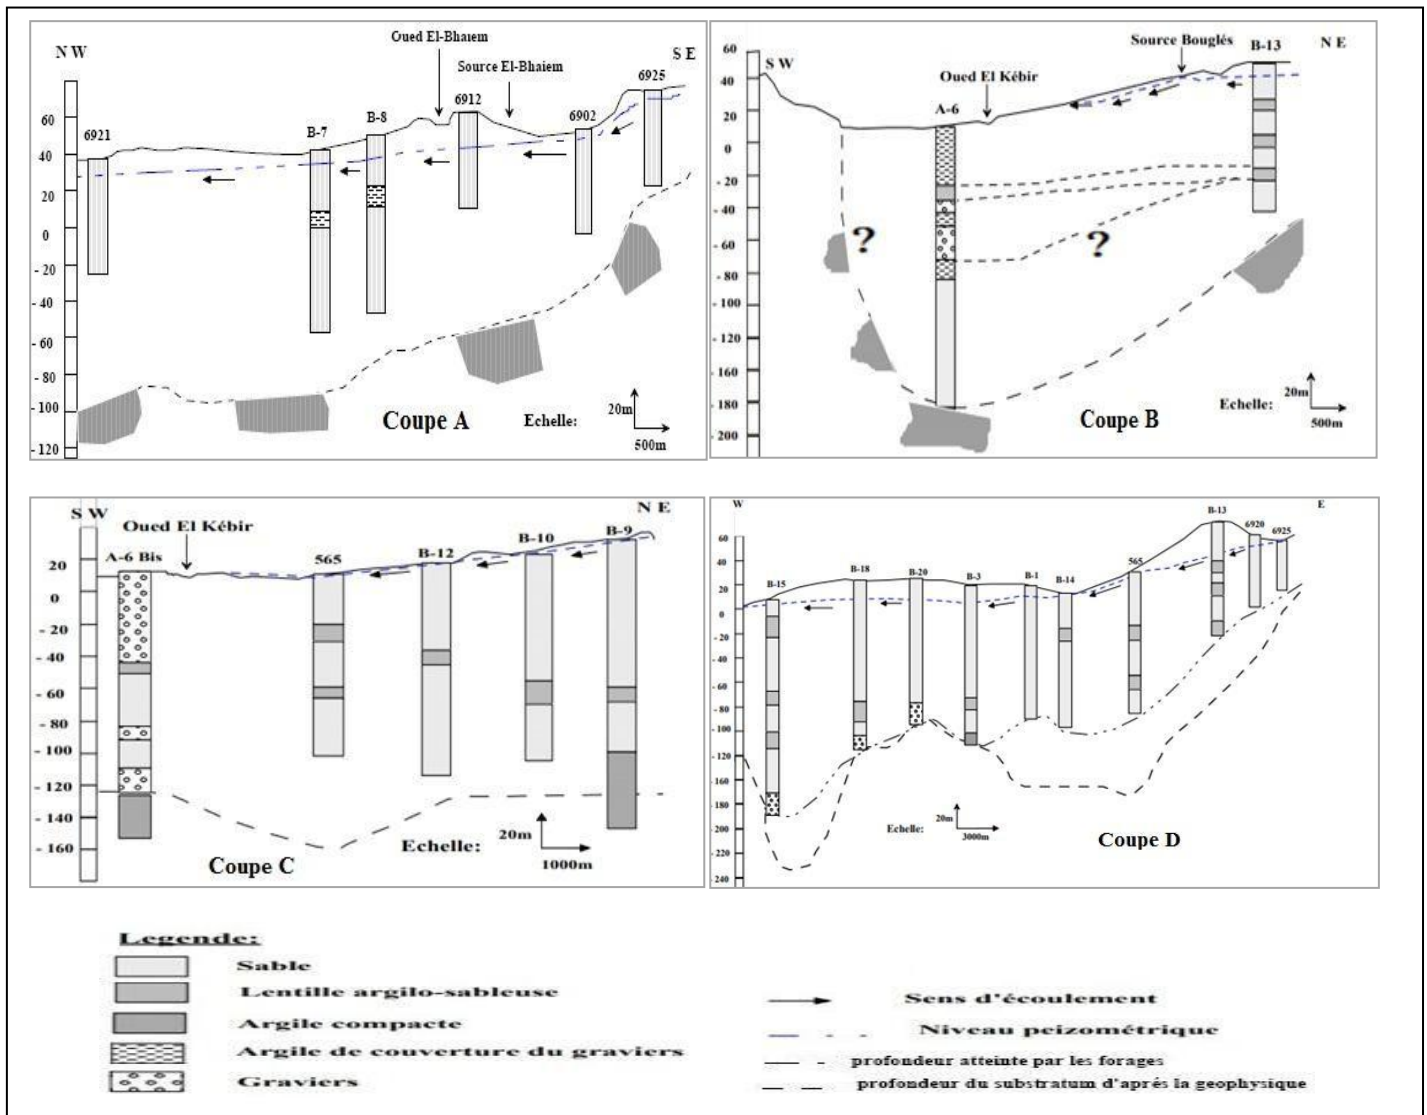 Oued El-Bhaiem
N W
S E
Source El-Bhaiem
6925
6912
6902
B-8
B-7
6921
60
40
20
0
- 20
- 40
- 60
- 80
- 100
- 120
Coupe A
Echelle:
20m
500m
Source Bouglés
B-13
N E
S W
Oued El Kébir
A-6
60
40
20
0
- 20
- 40
- 60
- 80
- 100
- 120
- 160
- 180
- 200
?
?
Coupe B
Echelle:
20m
500m
S W
N E
Oued El Kébir
A-6 Bis
565
B-12
B-10
B-9
20
0
- 20
- 40
- 60
- 80
- 100
- 120
- 140
- 160
Coupe C
Echelle:
20m
1000m
W
E
B-13
6920
6925
565
B-15
B-18
B-20
B-3
B-1
B-14
60
40
20
0
- 20
- 40
- 60
- 80
- 100
- 120
- 160
- 180
- 200
- 220
- 240
Echelle:
20m
3000m
Coupe D
Legende:
Sable
Lentille argilo-sableuse
Argile compacte
Argile de couverture du graviers
Graviers
Sens d'écoulement
Niveau peizométrique
profondeur atteinte par les forages
profondeur du substratum d'aprés la geophysique